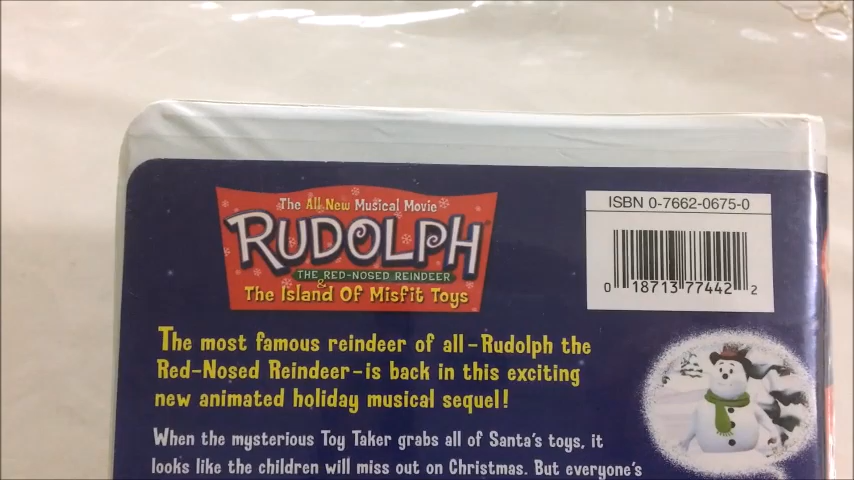 The All New Musical Movie
RUDOLPH®
THE RED-NOSED REINDEER
&
The Island Of Misfit Toys
ISBN 0-7662-0675-0
0 18713 77442 2
The most famous reindeer of all-Rudolph the
Red-Nosed Reindeer-is back in this exciting
new animated holiday musical sequel!
When the mysterious Toy Taker grabs all of Santa's toys, it
looks like the children will miss out on Christmas. But everyone's